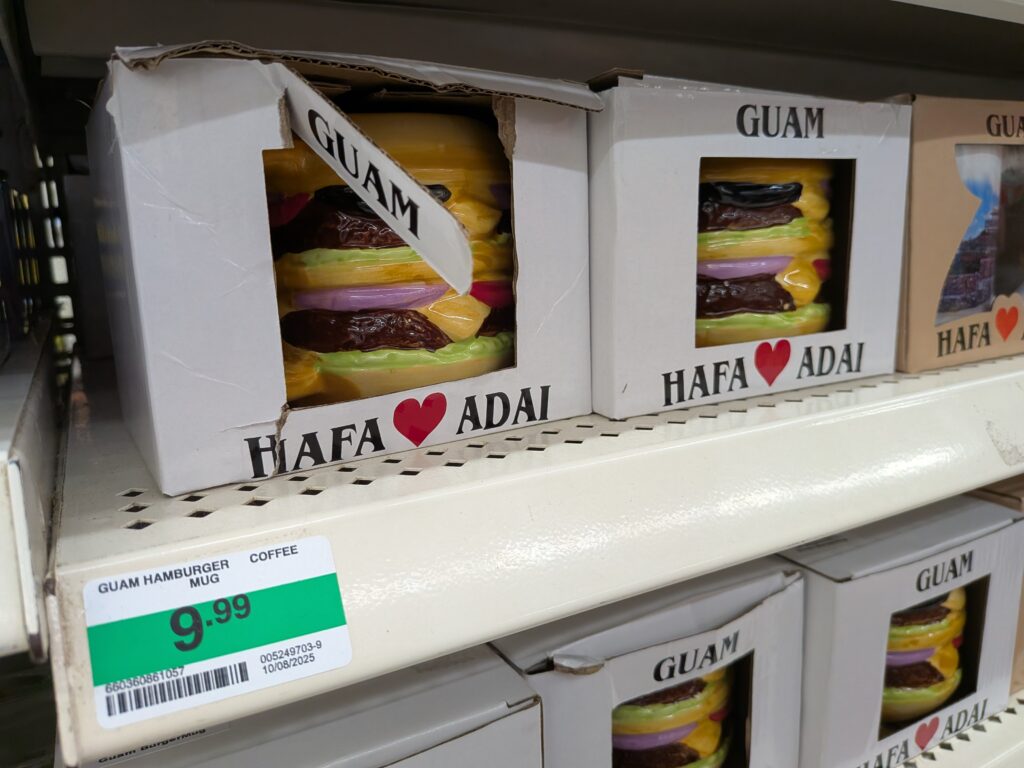 GUAM
HAFA ADAI
GUAM
HAFA ADAI
GUA
HAFA
GUAM HAMBURGER COFFEE
MUG
9.99
660360861057
005249703-9
10/08/2025
GUAM
GUAM
HAFA ADAI
Guam BurgerMug